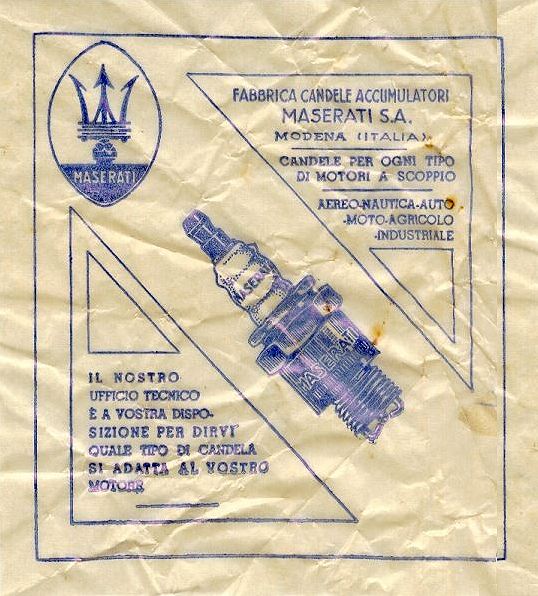 MASERATI
FABBRICA CANDELE ACCUMULATORI
MASERATI S.A.
MODENA (ITALIA)
CANDELE PER OGNI TIPO
DI MOTORI A SCOPPIO
AEREO-NAUTICA-AUTO
-MOTO-AGRICOLO
-INDUSTRIALE
MASERATI
MASERATI
IL NOSTRO
UFFICIO TECNICO
È A VOSTRA DISPO-
SIZIONE PER DIRVI
QUALE TIPO DI CANDELA
SI ADATTA AL VOSTRO
MOTORE